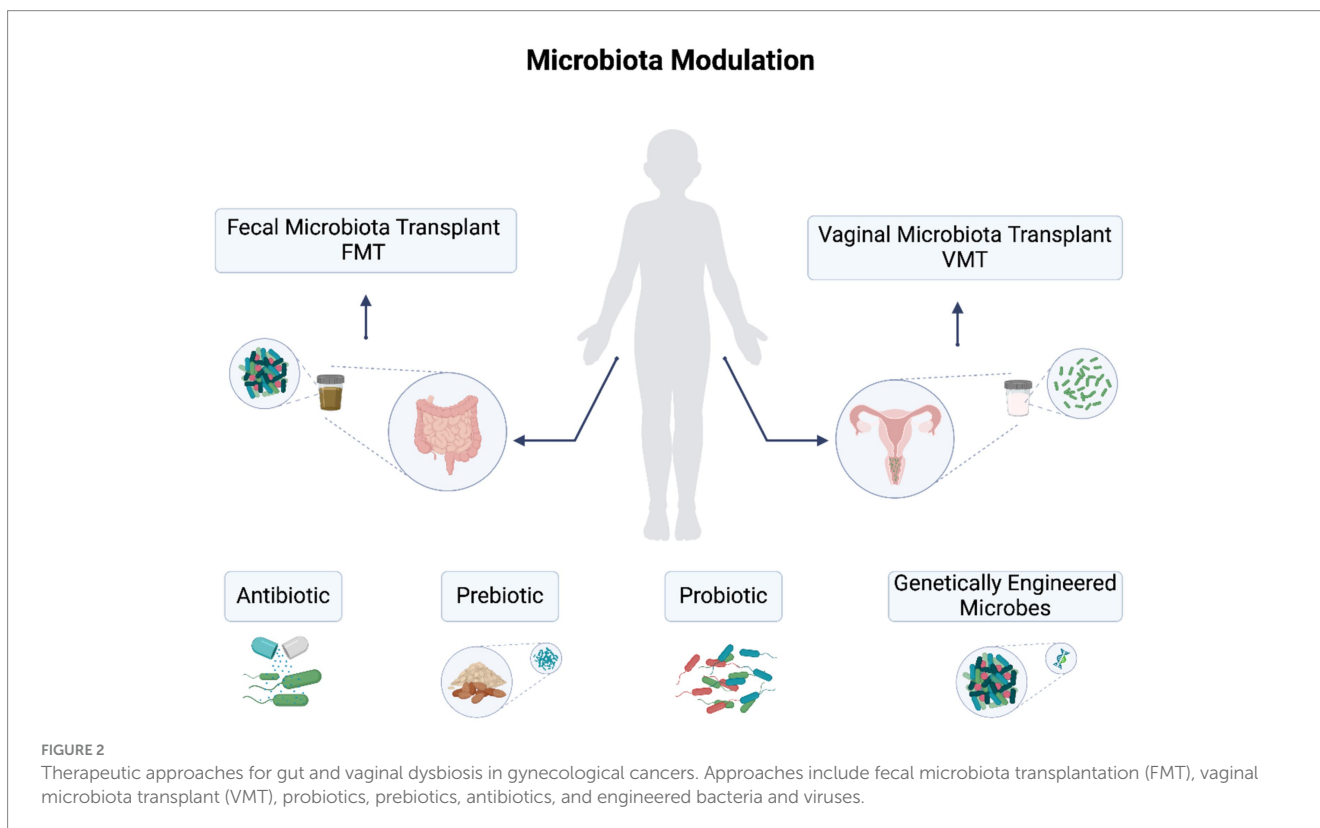 Microbiota Modulation
Fecal Microbiota Transplant
FMT
Vaginal Microbiota Transplant
VMT
Antibiotic
Prebiotic
Probiotic
Genetically Engineered
Microbes
FIGURE 2
Therapeutic approaches for gut and vaginal dysbiosis in gynecological cancers. Approaches include fecal microbiota transplantation (FMT), vaginal
microbiota transplant (VMT), probiotics, prebiotics, antibiotics, and engineered bacteria and viruses.